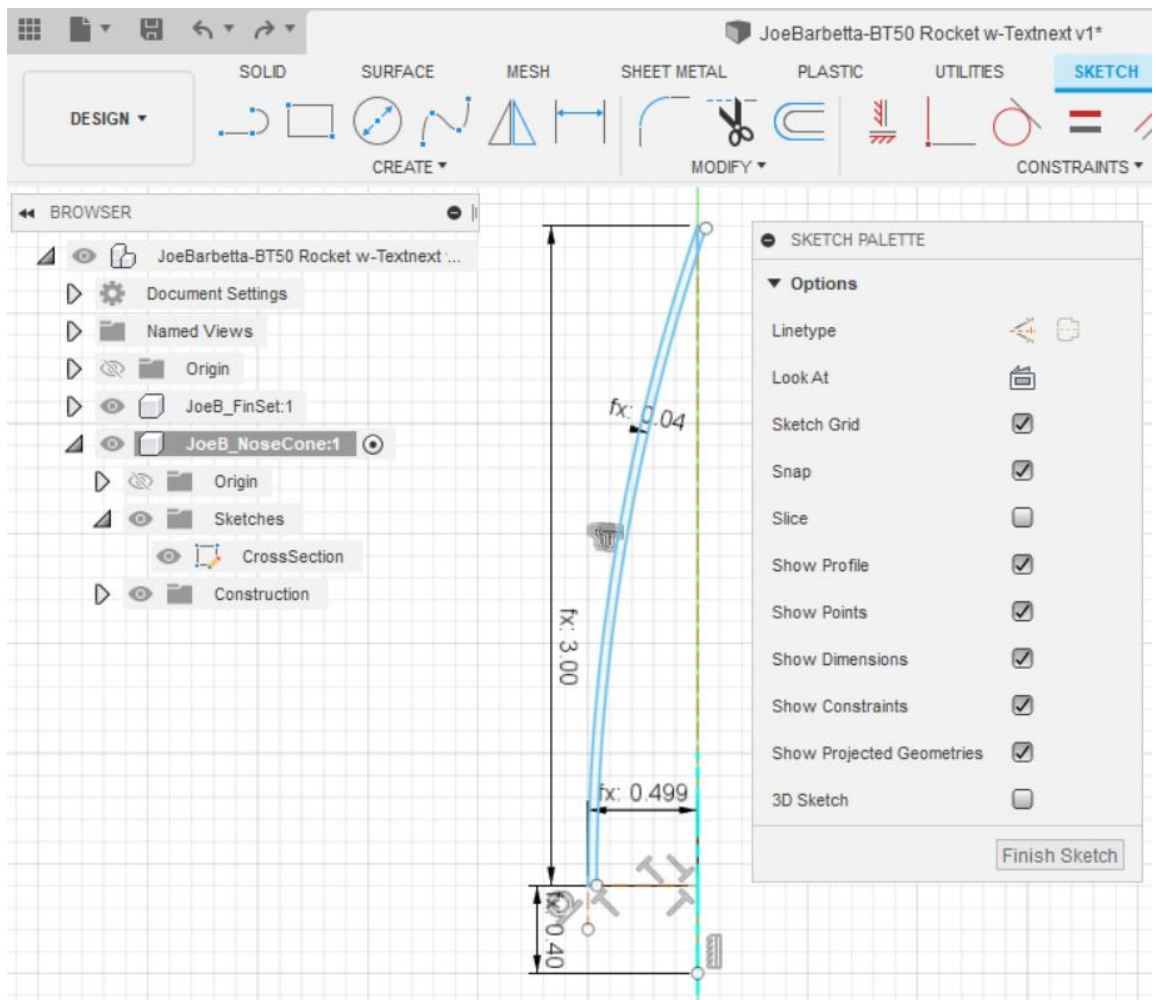 JoeBarbetta-BT50 Rocket w-Textnext v1*
SOLID SURFACE MESH SHEET METAL PLASTIC UTILITIES SKETCH
DESIGN
CREATE MODIFY CONSTRAINTS
BROWSER
JoeBarbetta-BT50 Rocket w-Textnext ...
Document Settings
Named Views
Origin
JoeB_FinSet:1
JoeB_NoseCone:1
Origin
Sketches
CrossSection
Construction
fx: 0.04
fx: 3.00
fx: 0.499
fx: 0.40
SKETCH PALETTE
Options
Linetype
Look At
Sketch Grid
Snap
Slice
Show Profile
Show Points
Show Dimensions
Show Constraints
Show Projected Geometries
3D Sketch
Finish Sketch